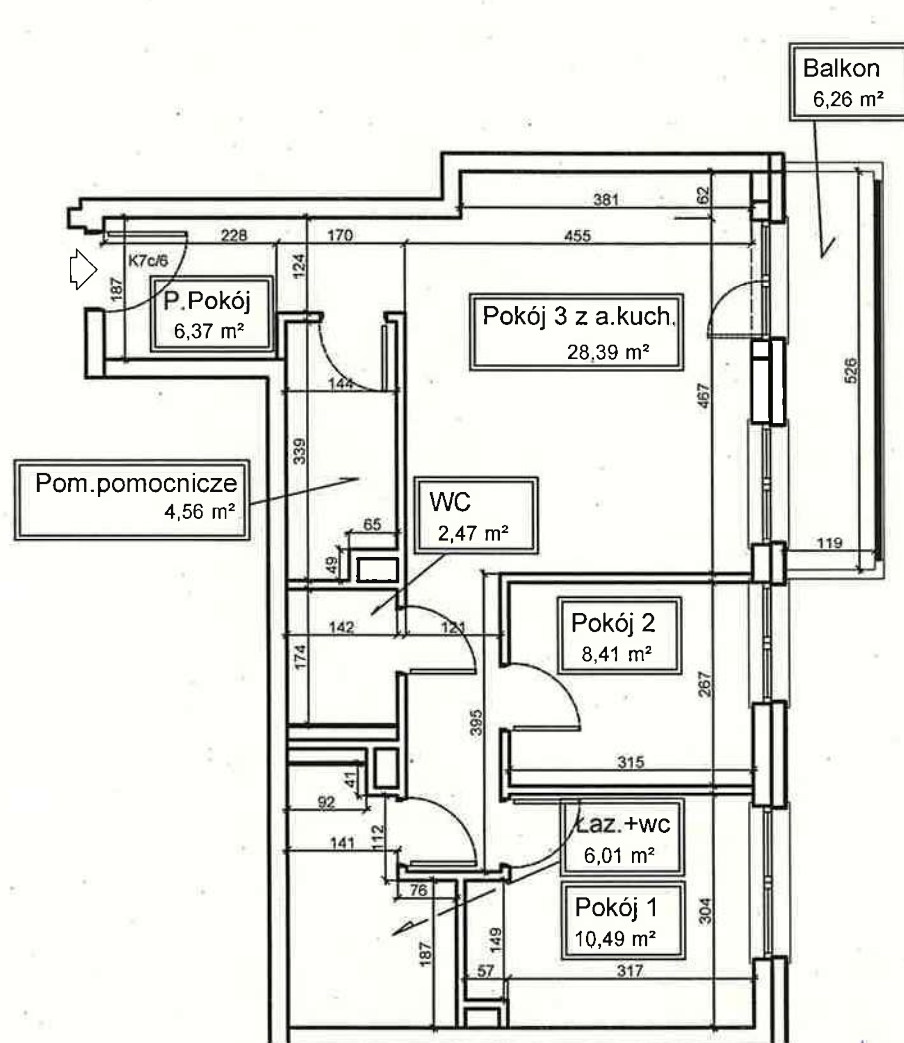 Balkon
6,26 m²
381
62
228
170
455
K7c/6
187
124
P.Pokój
6,37 m²
Pokój 3 z a.kuch.
28,39 m²
526
144
467
339
Pom.pomocnicze
4,56 m²
WC
2,47 m²
65
49
119
142
121
174
Pokój 2
8,41 m²
267
395
315
41
92
112
141
Łaz.+wc
6,01 m²
76
304
Pokój 1
10,49 m²
187
149
57
317